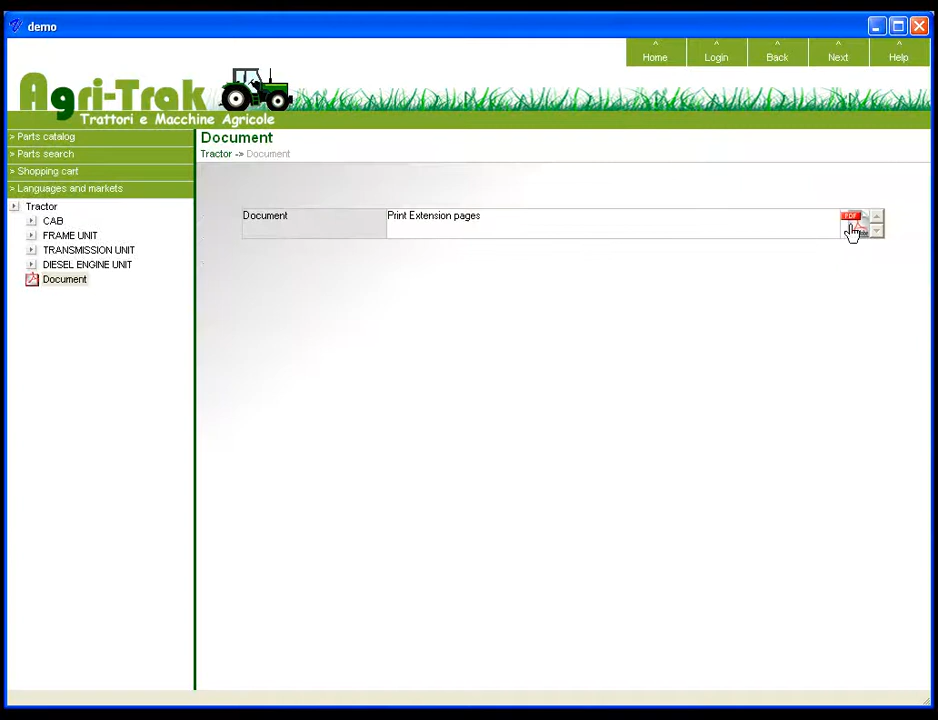 demo
^ ^ ^ ^ ^
Home Login Back Next Help
Agri-Trak
Trattori e Macchine Agricole
> Parts catalog
> Parts search
> Shopping cart
> Languages and markets
Tractor
CAB
FRAME UNIT
TRANSMISSION UNIT
DIESEL ENGINE UNIT
Document
Document
Tractor -> Document
Document Print Extension pages
PDF